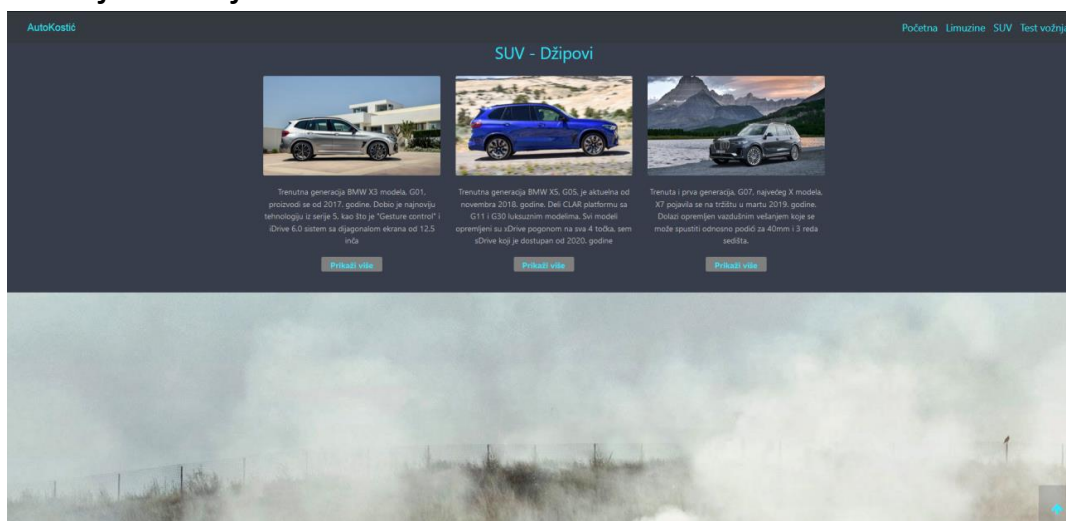 AutoKostić
Početna Limuzine SUV Test vožnja
SUV - Džipovi
Trenutna generacija BMW X3 modela, G01,
proizvodi se od 2017. godine. Dobio je najnoviju
tehnologiju iz serije 5, kao što je "Gesture control" i
iDrive 6.0 sistem sa dijagonalom ekrana od 12.5
inča
Prikaži više
Trenutna generacija BMW X5, G05, je aktuelna od
novembra 2018. godine. Deli CLAR platformu sa
G11 i G30 luksuznim modelima. Svi modeli
opremljeni su xDrive pogonom na sva 4 točka, sem
sDrive koji je dostupan od 2020. godine
Prikaži više
Trenuta i prva generacija, G07, najvećeg X modela,
X7 pojavila se na tržištu u martu 2019. godine.
Dolazi opremljen vazdušnim vešanjem koje se
može spustiti odnosno podići za 40mm i 3 reda
sedišta.
Prikaži više